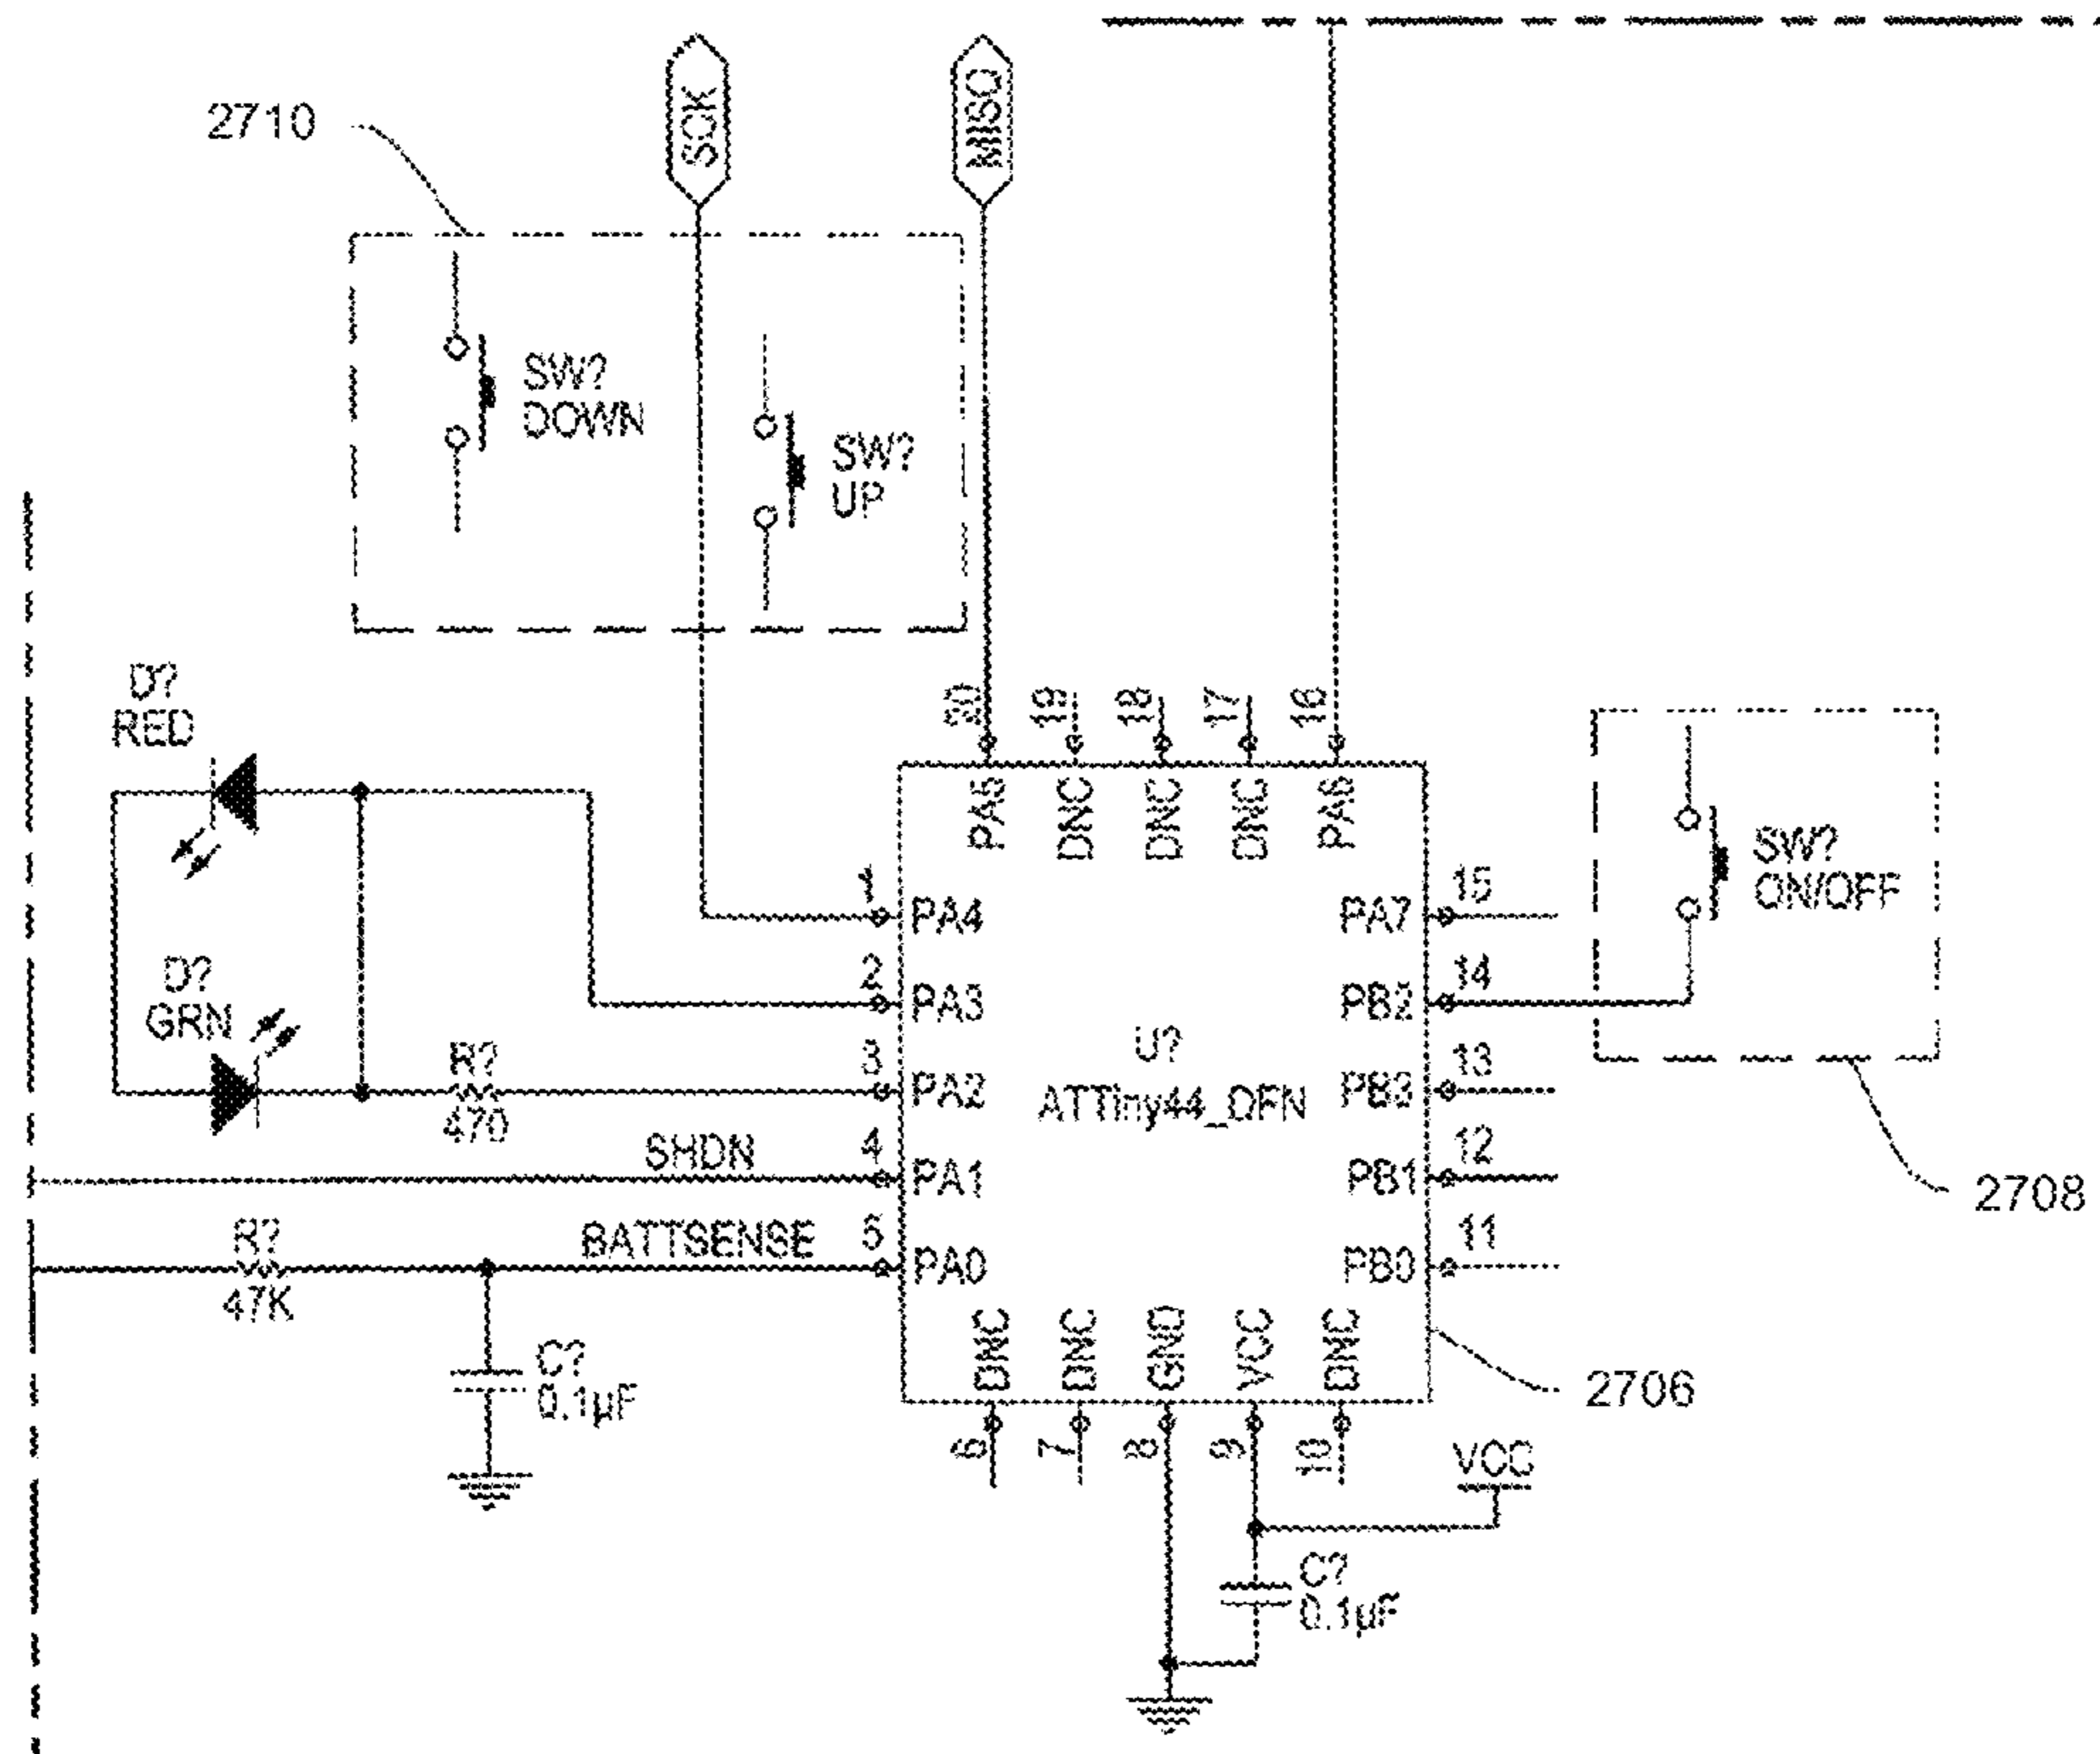 2710
SCK
MISO
SW?
DOWN
SW?
UP
D?
RED
20
19
18
17
16
PA5
DNC
DNC
DNC
PA6
SW?
ON/OFF
1
PA4
PA7
15
2
PA3
PB2
14
D?
GRN
R?
470
3
PA2
U?
ATTiny44_QFN
PB3
13
SHDN
4
PA1
PB1
12
2708
R?
47K
BATTSENSE
5
PA0
PB0
11
C?
0.1µF
DNC
DNC
GND
VCC
DNC
2706
6
7
8
9
10
VCC
C?
0.1µF